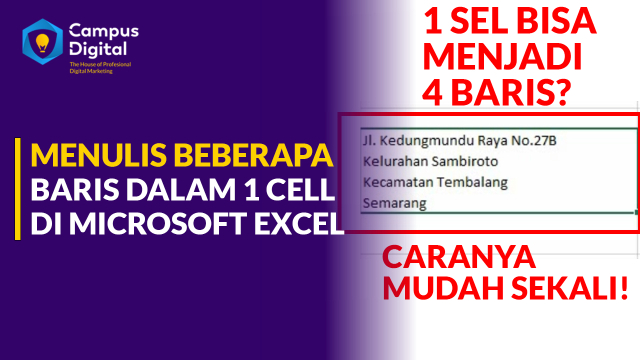 Campus
Digital
The House of Profesional
Digital Marketing
MENULIS BEBERAPA
BARIS DALAM 1 CELL
DI MICROSOFT EXCEL
1 SEL BISA
MENJADI
4 BARIS?
Jl. Kedungmundu Raya No.27B
Kelurahan Sambiroto
Kecamatan Tembalang
Semarang
CARANYA
MUDAH SEKALI!